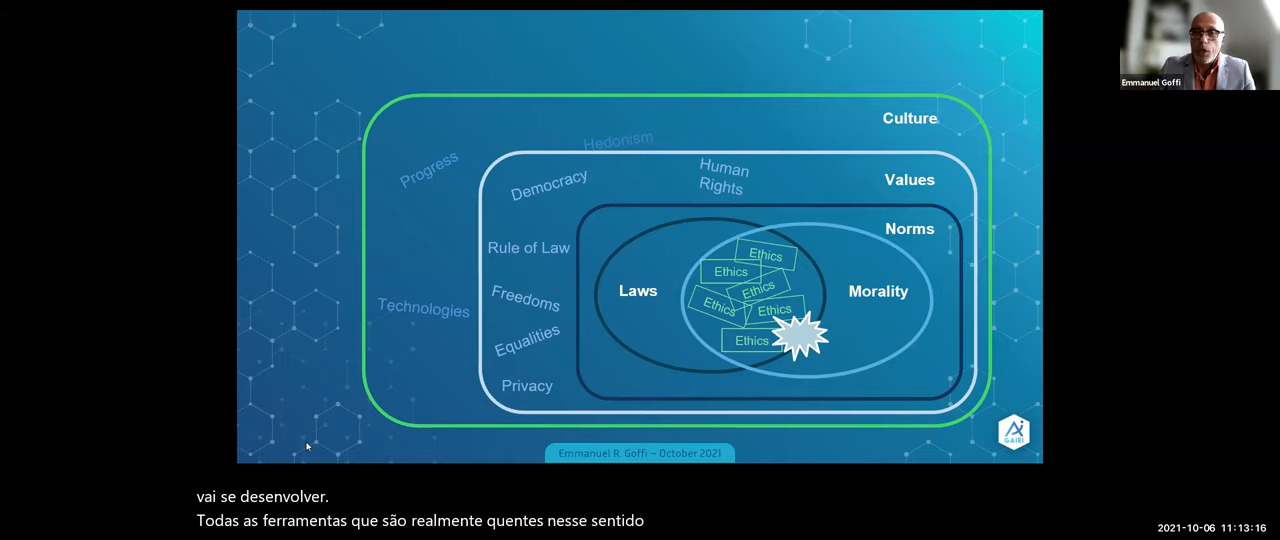 Culture
Hedonism
Progress
Human
Rights
Values
Democracy
Norms
Rule of Law
Ethics
Ethics
Ethics
Laws
Morality
Freedoms
Ethics
Ethics
Technologies
Equalities
Ethics
Privacy
Emmanuel Goffi
GAIEI
Emmanuel R. Goffi – October 2021
vai se desenvolver.
Todas as ferramentas que são realmente quentes nesse sentido
2021-10-06 11:13:16